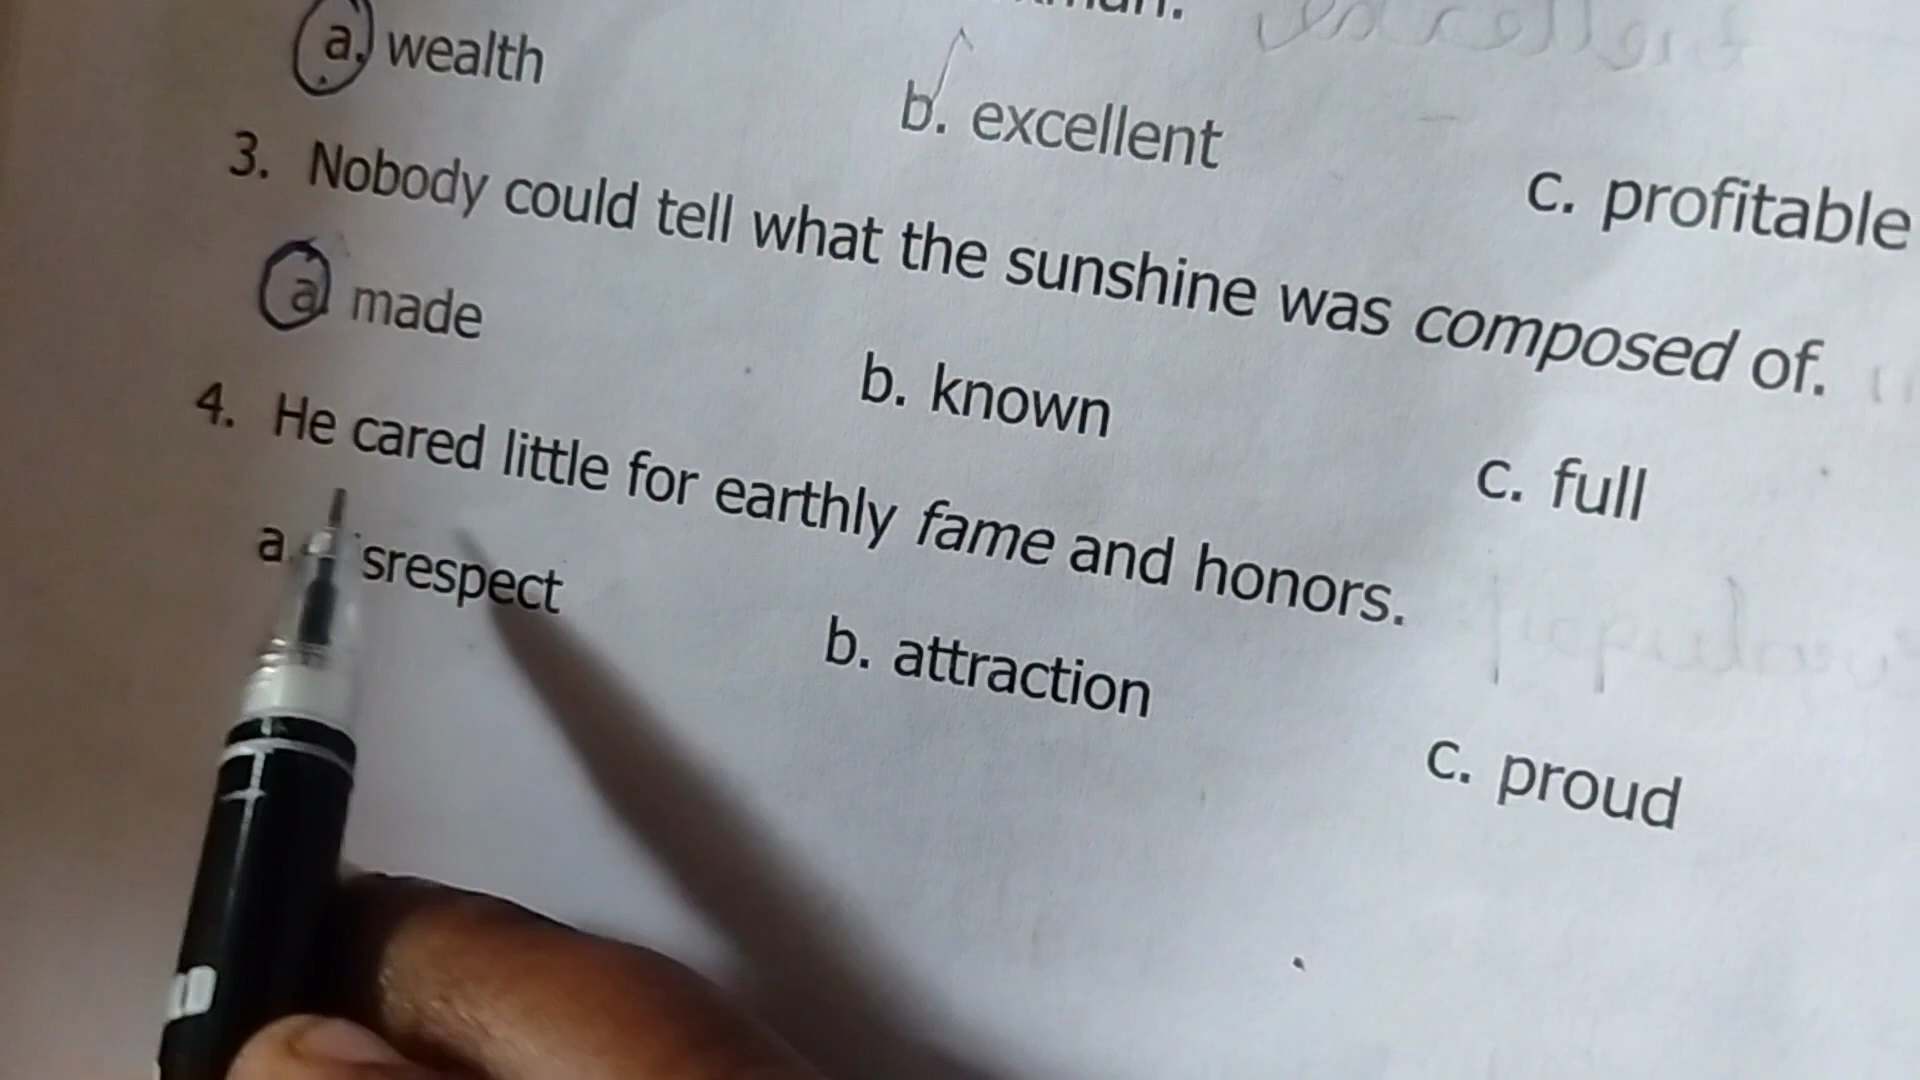 excellent
a. wealth
b. excellent
c. profitable
3. Nobody could tell what the sunshine was composed of.
a. made
b. known
c. full
4. He cared little for earthly fame and honors.
a. srespect
b. attraction
c. proud